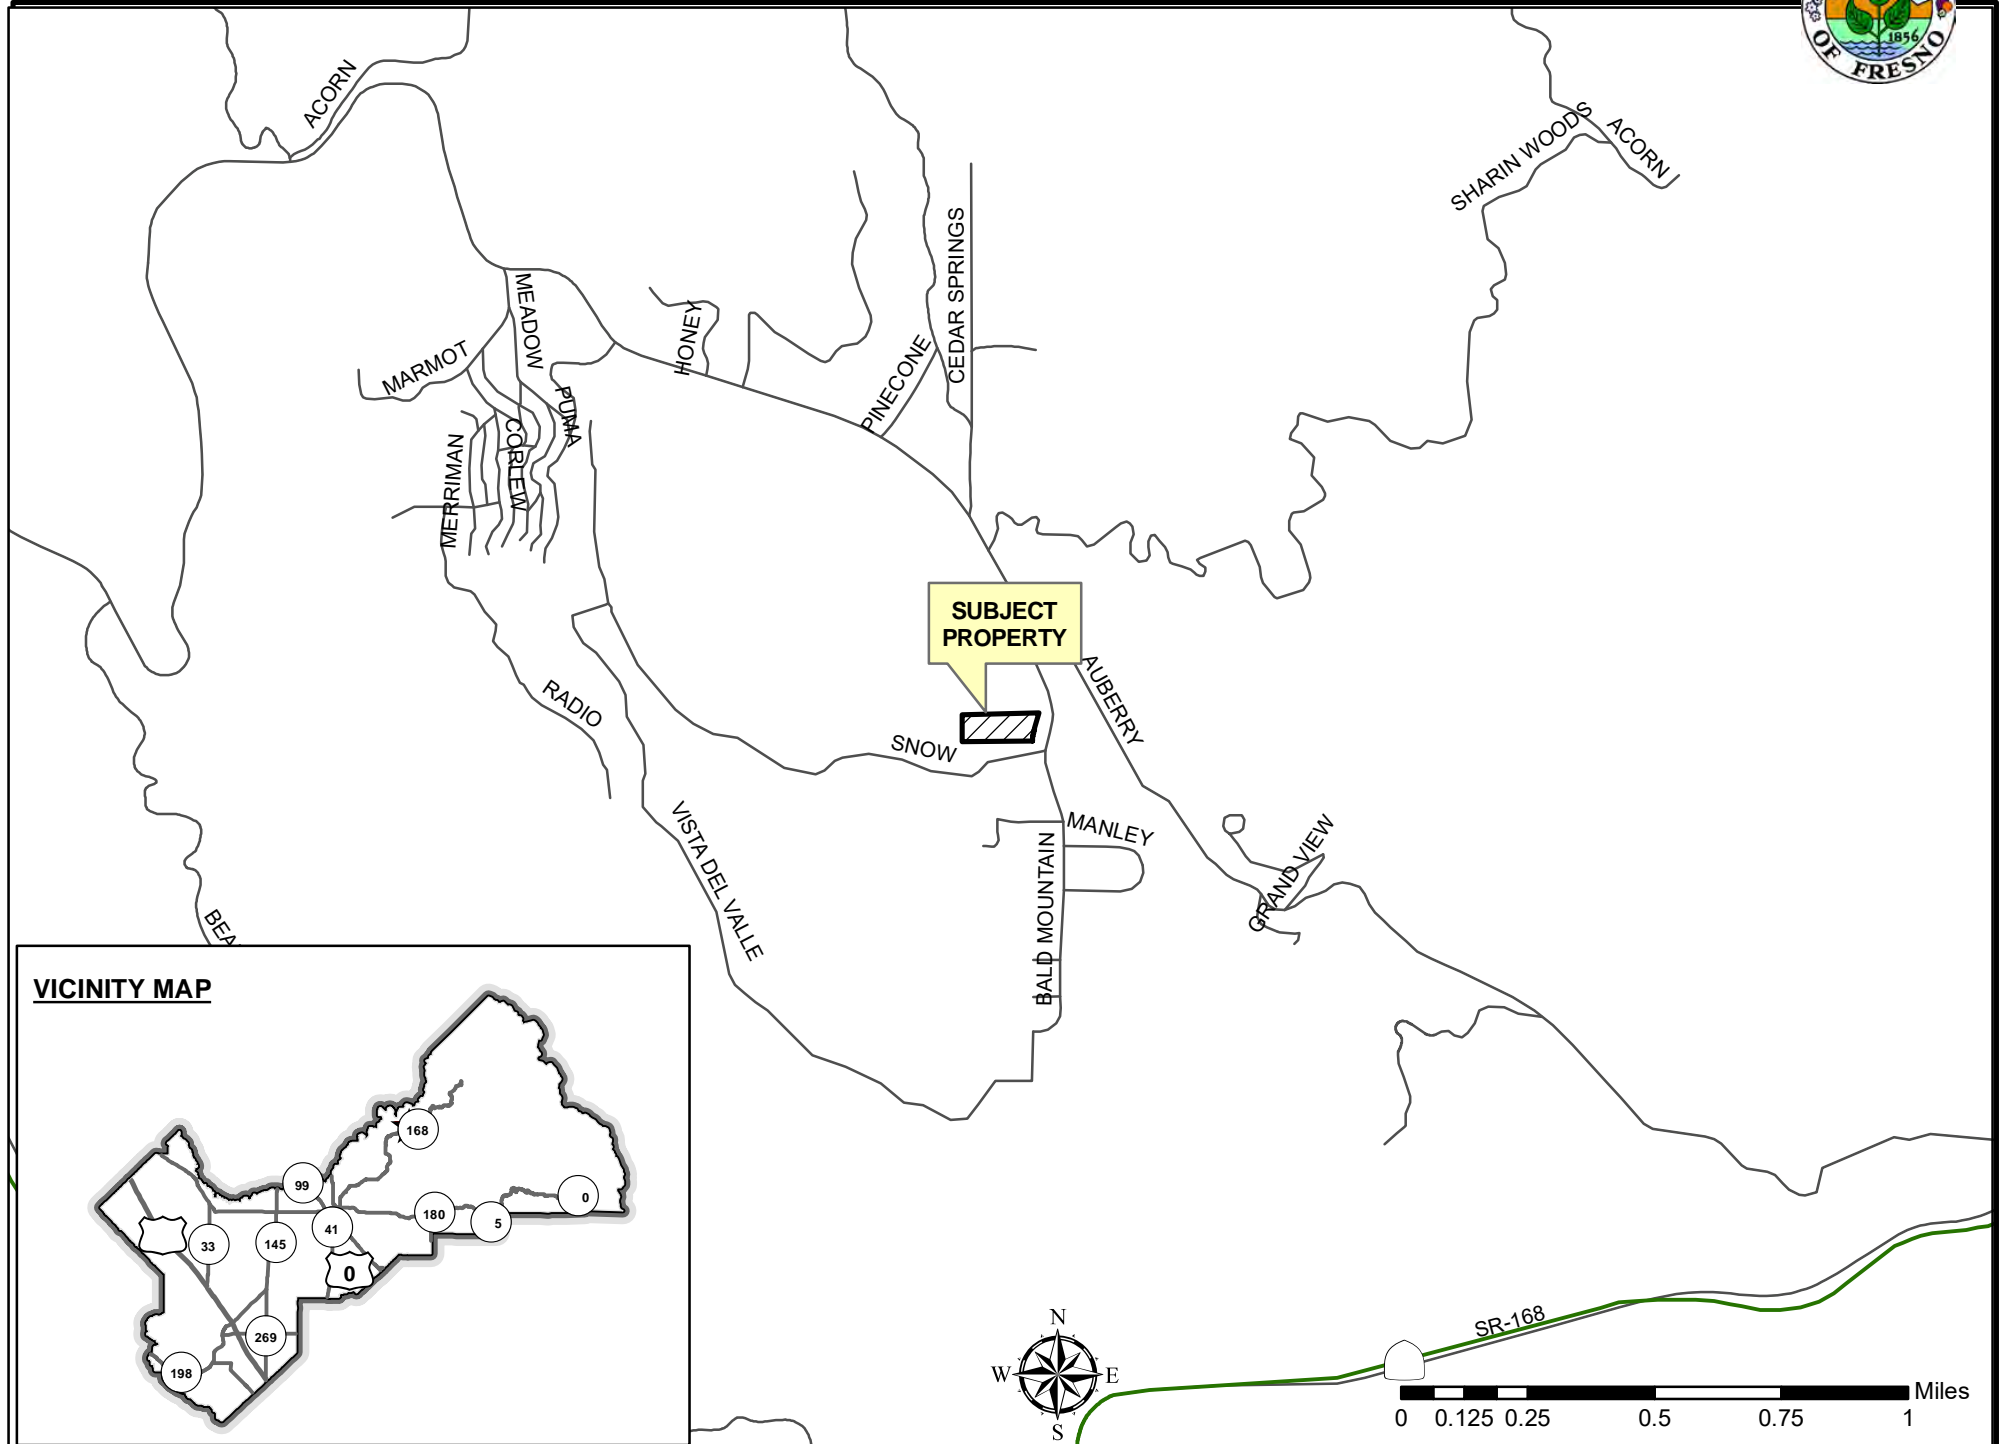 1856
OF FRESNO
ACORN
SHARIN WOODS
ACORN
CEDAR SPRINGS
MEADOW
HONEY
MARMOT
PINECONE
PUMA
CORLEW
MERRIMAN
SUBJECT
PROPERTY
AUBERRY
RADIO
SNOW
VISTA DEL VALLE
MANLEY
BALD MOUNTAIN
GRAND VIEW
BEA
VICINITY MAP
168
99
0
180
5
41
33
145
0
269
198
N
W
E
S
SR-168
Miles
0 0.125 0.25 0.5 0.75 1